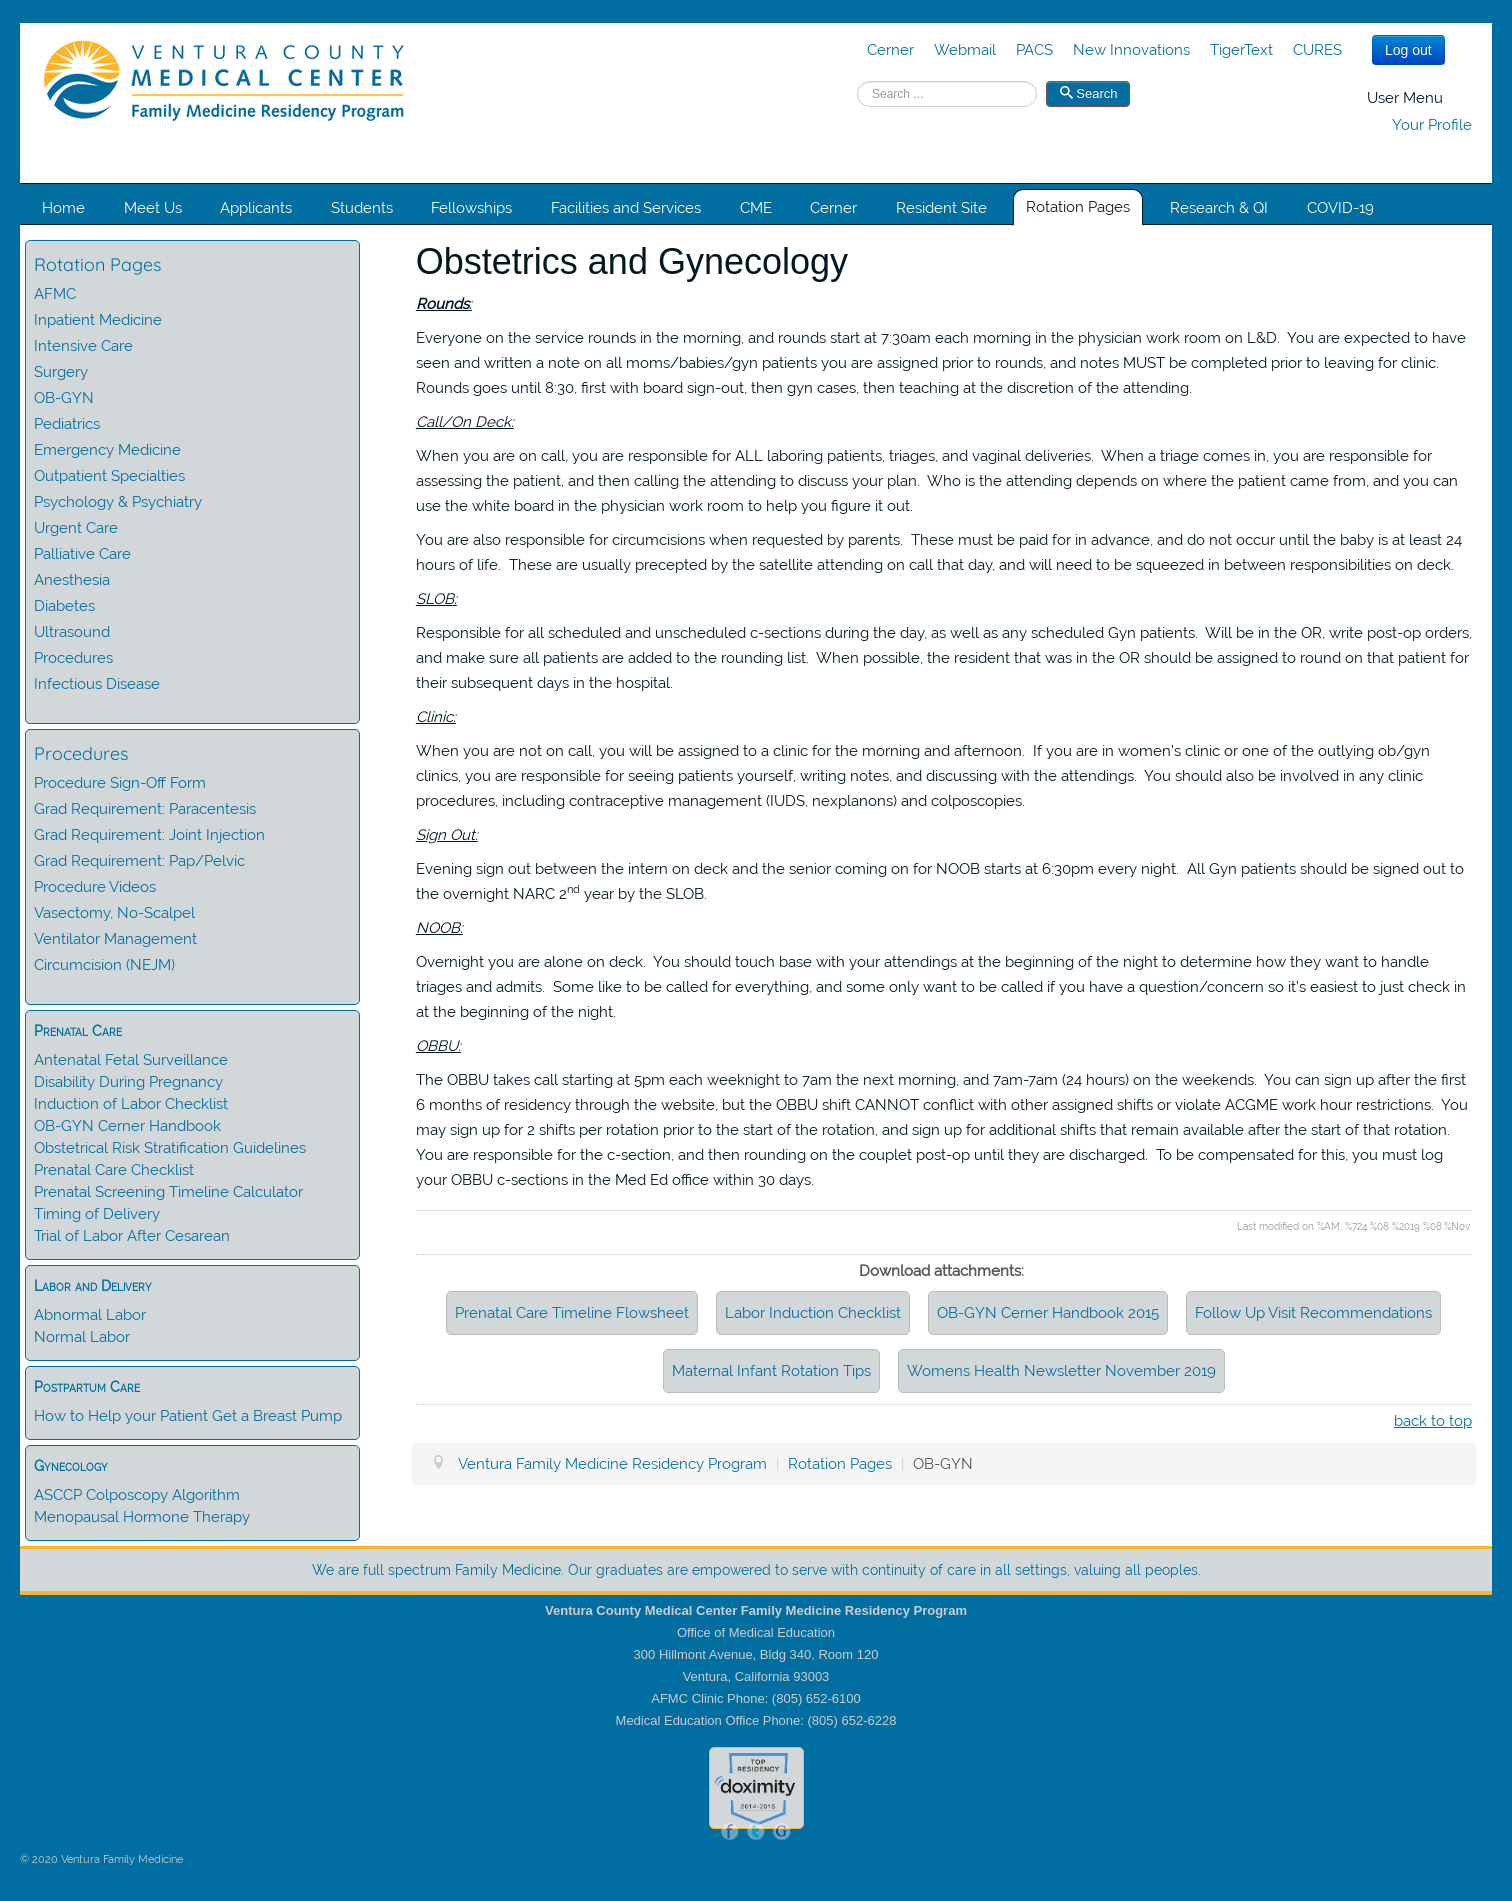 VENTURA COUNTY
MEDICAL CENTER
Family Medicine Residency Program
Cerner Webmail PACS New Innovations TigerText CURES
Log out
Search ...
Search
User Menu
Your Profile
Home Meet Us Applicants Students Fellowships Facilities and Services CME Cerner Resident Site Rotation Pages Research & QI COVID-19
Rotation Pages
AFMC
Inpatient Medicine
Intensive Care
Surgery
OB-GYN
Pediatrics
Emergency Medicine
Outpatient Specialties
Psychology & Psychiatry
Urgent Care
Palliative Care
Anesthesia
Diabetes
Ultrasound
Procedures
Infectious Disease
Procedures
Procedure Sign-Off Form
Grad Requirement: Paracentesis
Grad Requirement: Joint Injection
Grad Requirement: Pap/Pelvic
Procedure Videos
Vasectomy, No-Scalpel
Ventilator Management
Circumcision (NEJM)
Prenatal Care
Antenatal Fetal Surveillance
Disability During Pregnancy
Induction of Labor Checklist
OB-GYN Cerner Handbook
Obstetrical Risk Stratification Guidelines
Prenatal Care Checklist
Prenatal Screening Timeline Calculator
Timing of Delivery
Trial of Labor After Cesarean
Labor and Delivery
Abnormal Labor
Normal Labor
Postpartum Care
How to Help your Patient Get a Breast Pump
Gynecology
ASCCP Colposcopy Algorithm
Menopausal Hormone Therapy
Obstetrics and Gynecology
Rounds:
Everyone on the service rounds in the morning, and rounds start at 7:30am each morning in the physician work room on L&D. You are expected to have
seen and written a note on all moms/babies/gyn patients you are assigned prior to rounds, and notes MUST be completed prior to leaving for clinic.
Rounds goes until 8:30, first with board sign-out, then gyn cases, then teaching at the discretion of the attending.
Call/On Deck:
When you are on call, you are responsible for ALL laboring patients, triages, and vaginal deliveries. When a triage comes in, you are responsible for
assessing the patient, and then calling the attending to discuss your plan. Who is the attending depends on where the patient came from, and you can
use the white board in the physician work room to help you figure it out.
You are also responsible for circumcisions when requested by parents. These must be paid for in advance, and do not occur until the baby is at least 24
hours of life. These are usually precepted by the satellite attending on call that day, and will need to be squeezed in between responsibilities on deck.
SLOB:
Responsible for all scheduled and unscheduled c-sections during the day, as well as any scheduled Gyn patients. Will be in the OR, write post-op orders,
and make sure all patients are added to the rounding list. When possible, the resident that was in the OR should be assigned to round on that patient for
their subsequent days in the hospital.
Clinic:
When you are not on call, you will be assigned to a clinic for the morning and afternoon. If you are in women's clinic or one of the outlying ob/gyn
clinics, you are responsible for seeing patients yourself, writing notes, and discussing with the attendings. You should also be involved in any clinic
procedures, including contraceptive management (IUDS, nexplanons) and colposcopies.
Sign Out:
Evening sign out between the intern on deck and the senior coming on for NOOB starts at 6:30pm every night. All Gyn patients should be signed out to
the overnight NARC 2nd year by the SLOB.
NOOB:
Overnight you are alone on deck. You should touch base with your attendings at the beginning of the night to determine how they want to handle
triages and admits. Some like to be called for everything, and some only want to be called if you have a question/concern so it's easiest to just check in
at the beginning of the night.
OBBU:
The OBBU takes call starting at 5pm each weeknight to 7am the next morning, and 7am-7am (24 hours) on the weekends. You can sign up after the first
6 months of residency through the website, but the OBBU shift CANNOT conflict with other assigned shifts or violate ACGME work hour restrictions. You
may sign up for 2 shifts per rotation prior to the start of the rotation, and sign up for additional shifts that remain available after the start of that rotation.
You are responsible for the c-section, and then rounding on the couplet post-op until they are discharged. To be compensated for this, you must log
your OBBU c-sections in the Med Ed office within 30 days.
Last modified on %AM, %724 %08 %2019 %08:%Nov
Download attachments:
Prenatal Care Timeline Flowsheet Labor Induction Checklist OB-GYN Cerner Handbook 2015 Follow Up Visit Recommendations
Maternal Infant Rotation Tips Womens Health Newsletter November 2019
back to top
Ventura Family Medicine Residency Program | Rotation Pages | OB-GYN
We are full spectrum Family Medicine. Our graduates are empowered to serve with continuity of care in all settings, valuing all peoples.
Ventura County Medical Center Family Medicine Residency Program
Office of Medical Education
300 Hillmont Avenue, Bldg 340, Room 120
Ventura, California 93003
AFMC Clinic Phone: (805) 652-6100
Medical Education Office Phone: (805) 652-6228
TOP
RESIDENCY
doximity
2014-2015
f t G
© 2020 Ventura Family Medicine